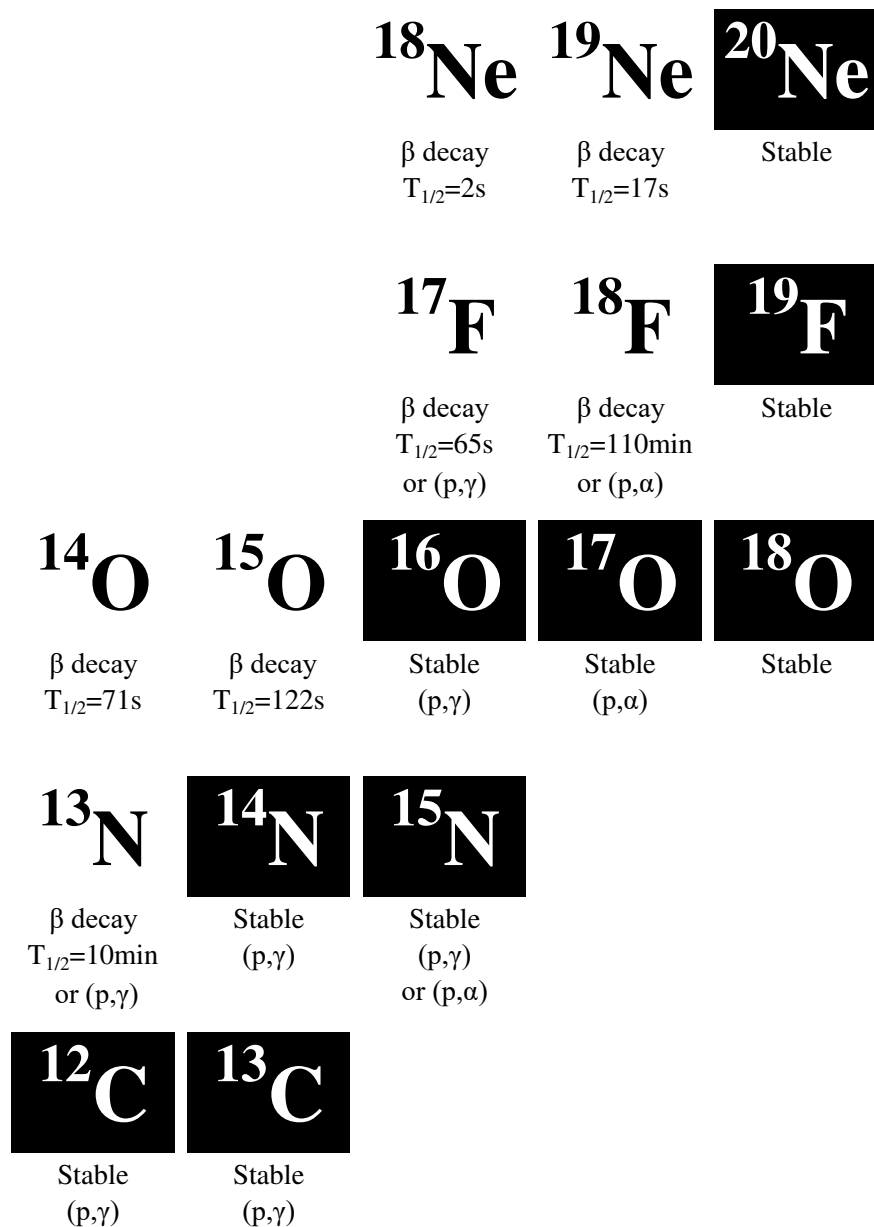 18Ne 19Ne 20Ne
β decay β decay Stable
T1/2=2s T1/2=17s
17F 18F 19F
β decay β decay Stable
T1/2=65s T1/2=110min
or (p,γ) or (p,α)
14O 15O 16O 17O 18O
β decay β decay Stable Stable Stable
T1/2=71s T1/2=122s (p,γ) (p,α)
13N 14N 15N
β decay Stable Stable
T1/2=10min (p,γ) (p,γ)
or (p,γ) or (p,α)
12C 13C
Stable Stable
(p,γ) (p,γ)